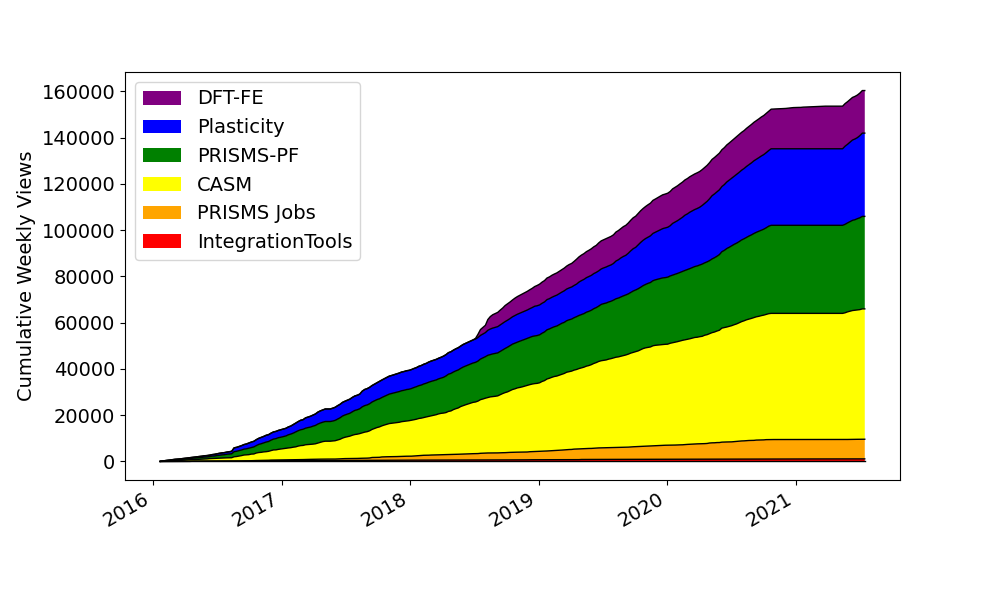 Cumulative Weekly Views
160000
140000
120000
100000
80000
60000
40000
20000
0
DFT-FE
Plasticity
PRISMS-PF
CASM
PRISMS Jobs
IntegrationTools
2016
2017
2018
2019
2020
2021